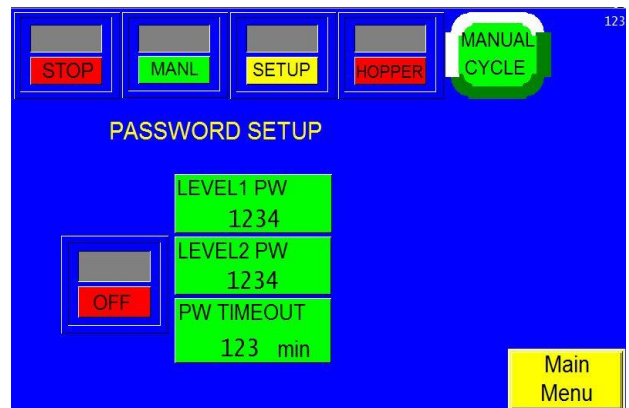 123
STOP MANL SETUP HOPPER MANUAL CYCLE
PASSWORD SETUP
LEVEL1 PW
1234
LEVEL2 PW
1234
OFF
PW TIMEOUT
123 min
Main
Menu